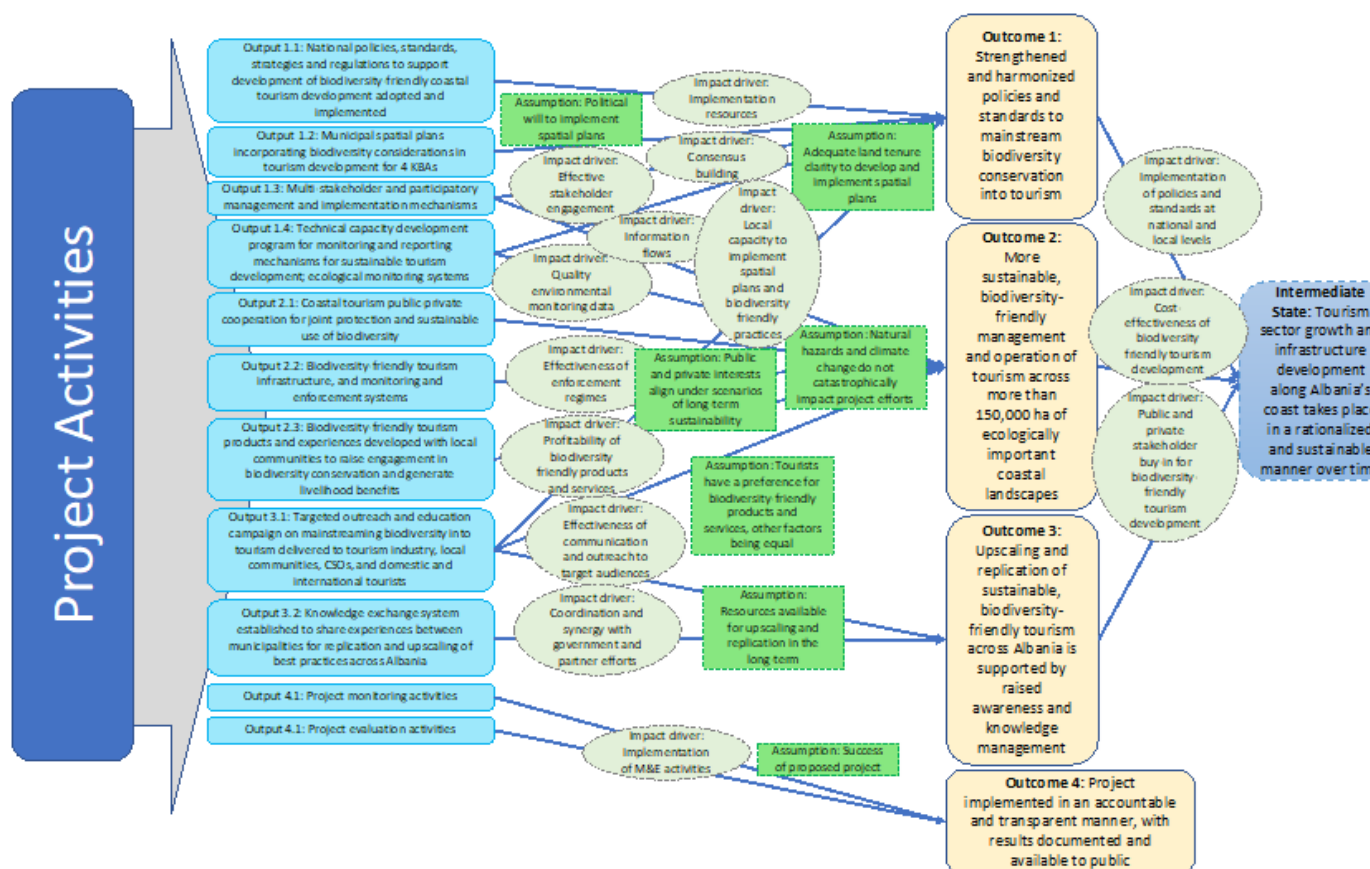 Project Activities
Output 1.1: National policies, standards,
strategies and regulations to support
development of biodiversity friendly coastal
tourism development adopted and
implemented
Output 1.2: Municipal spatial plans
incorporating biodiversity considerations in
tourism development for 4 KBAs
Output 1.3: Multi-stakeholder and participatory
management and implementation mechanisms
Output 1.4: Technical capacity development
program for monitoring and reporting
mechanisms for sustainable tourism
development; ecological monitoring systems
Output 2.1: Coastal tourism public private
cooperation for joint protection and sustainable
use of biodiversity
Output 2.2: Biodiversity-friendly tourism
infrastructure, and monitoring and
enforcement systems
Output 2.3: Biodiversity-friendly tourism
products and experiences developed with local
communities to raise engagement in
biodiversity conservation and generate
livelihood benefits
Output 3.1: Targeted outreach and education
campaign on mainstreaming biodiversity into
tourism delivered to tourism industry, local
communities, CSOs, and domestic and
international tourists
Output 3.2: Knowledge exchange system
established to share experiences between
municipalities for replication and upscaling of
best practices across Albania
Output 4.1: Project monitoring activities
Output 4.1: Project evaluation activities
Impact driver:
Implementation
resources
Assumption: Political
will to implement
spatial plans
Impact driver:
Consensus
building
Assumption:
Adequate land tenure
clarity to develop and
implement spatial
plans
Impact driver:
Effective
stakeholder
engagement
Impact driver:
Information
flows
Impact
driver:
Local
capacity to
implement
spatial
plans and
biodiversity
friendly
practices
Impact driver:
Quality
environmental
monitoring data
Impact driver:
Effectiveness of
enforcement
regimes
Assumption: Public
and private interests
align under scenarios
of long term
sustainability
Assumption: Natural
hazards and climate
change do not
catastrophically
impact project efforts
Impact driver:
Profitability of
biodiversity
friendly products
and services
Assumption: Tourists
have a preference for
biodiversity-friendly
products and
services, other factors
being equal
Impact driver:
Effectiveness of
communication
and outreach to
target audiences
Impact driver:
Coordination and
synergy with
government and
partner efforts
Assumption:
Resources available
for upscaling and
replication in the
long term
Impact driver:
Implementation
of M&E activities
Assumption: Success
of proposed project
Outcome 1:
Strengthened
and harmonized
policies and
standards to
mainstream
biodiversity
conservation
into tourism
Outcome 2:
More
sustainable,
biodiversity-
friendly
management
and operation of
tourism across
more than
150,000 ha of
ecologically
important
coastal
landscapes
Outcome 3:
Upscaling and
replication of
sustainable,
biodiversity-
friendly tourism
across Albania is
supported by
raised
awareness and
knowledge
management
Outcome 4: Project
implemented in an accountable
and transparent manner, with
results documented and
available to public
Impact driver:
Implementation
of policies and
standards at
national and
local levels
Impact driver:
Cost-
effectiveness of
biodiversity
friendly tourism
development
Impact driver:
Public and
private
stakeholder
buy-in for
biodiversity-
friendly
tourism
development
Intermediate
State: Tourism
sector growth an
infrastructure
development
along Albania's
coast takes plac
in a rationalized
and sustainable
manner over tim